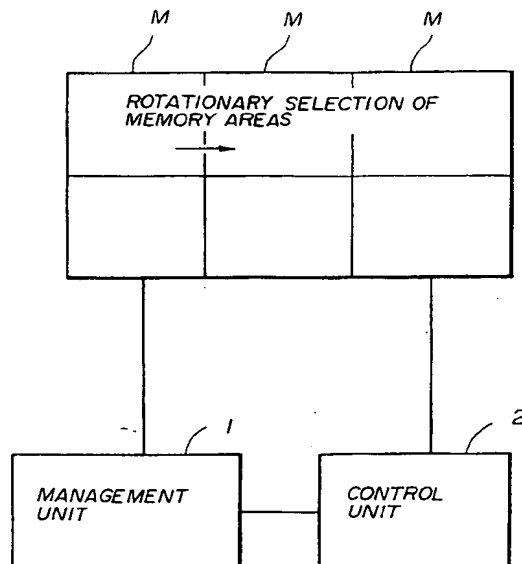 M M M
ROTATIONARY SELECTION OF
MEMORY AREAS
1
2
MANAGEMENT
UNIT
CONTROL
UNIT